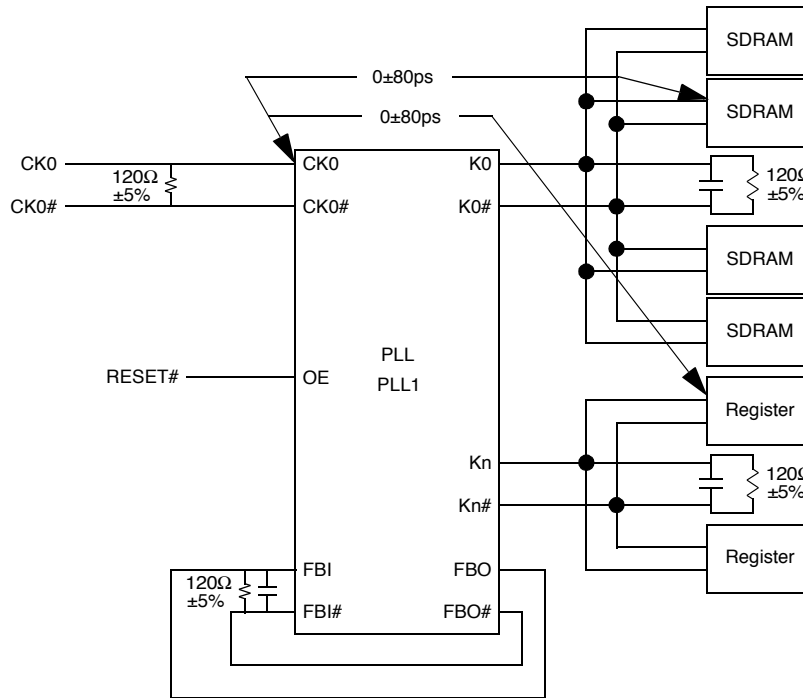 SDRAM
0±80ps
SDRAM
0±80ps
CK0
120Ω
±5%
CK0#
CK0
CK0#
K0
K0#
120Ω
±5%
SDRAM
SDRAM
RESET#
OE
PLL
PLL1
Register
Kn
Kn#
120Ω
±5%
Register
120Ω
±5%
FBI
FBI#
FBO
FBO#